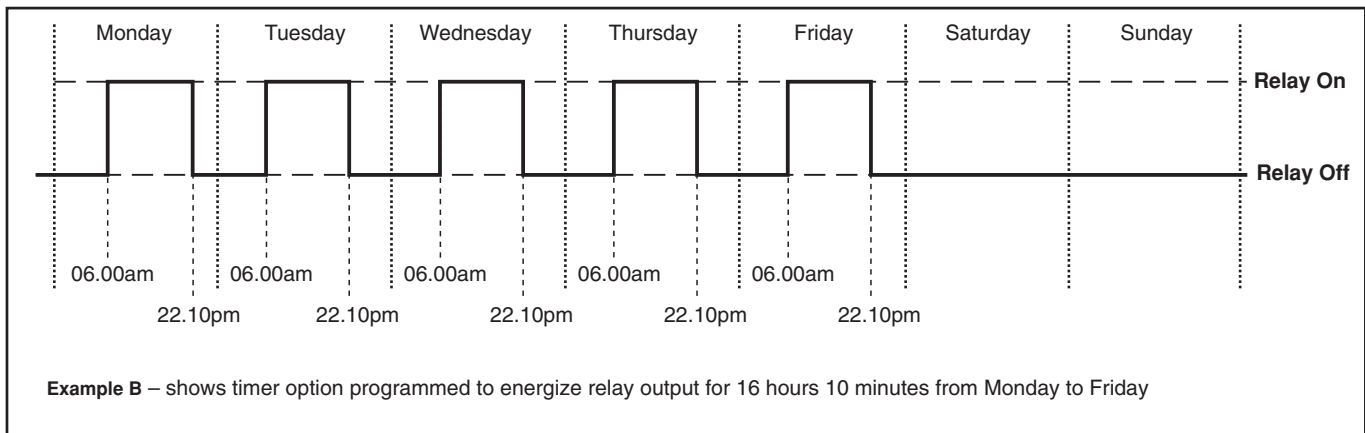 Monday Tuesday Wednesday Thursday Friday Saturday Sunday
Relay On
Relay Off
06.00am 06.00am 06.00am 06.00am 06.00am
22.10pm 22.10pm 22.10pm 22.10pm 22.10pm
Example B – shows timer option programmed to energize relay output for 16 hours 10 minutes from Monday to Friday